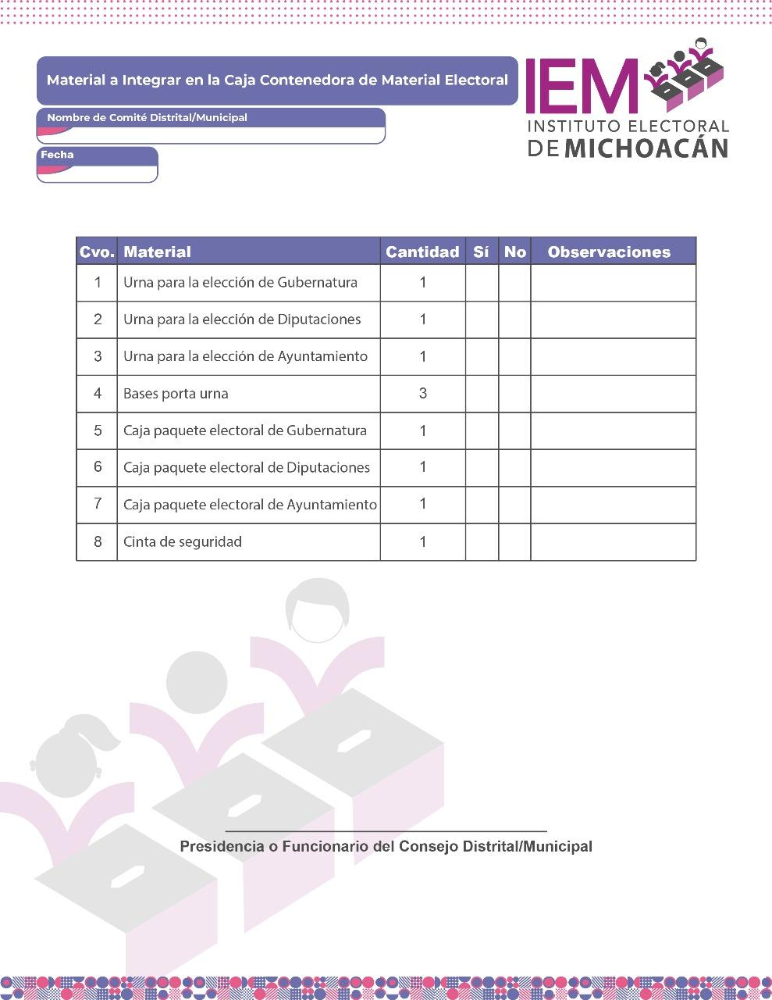 Material a Integrar en la Caja Contenedora de Material Electoral
Nombre de Comité Distrital/Municipal
Fecha
IEM
INSTITUTO ELECTORAL
DE MICHOACÁN
Cvo. Material Cantidad Sí No Observaciones
1 Urna para la elección de Gubernatura 1
2 Urna para la elección de Diputaciones 1
3 Urna para la elección de Ayuntamiento 1
4 Bases porta urna 3
5 Caja paquete electoral de Gubernatura 1
6 Caja paquete electoral de Diputaciones 1
7 Caja paquete electoral de Ayuntamiento 1
8 Cinta de seguridad 1
Presidencia o Funcionario del Consejo Distrital/Municipal